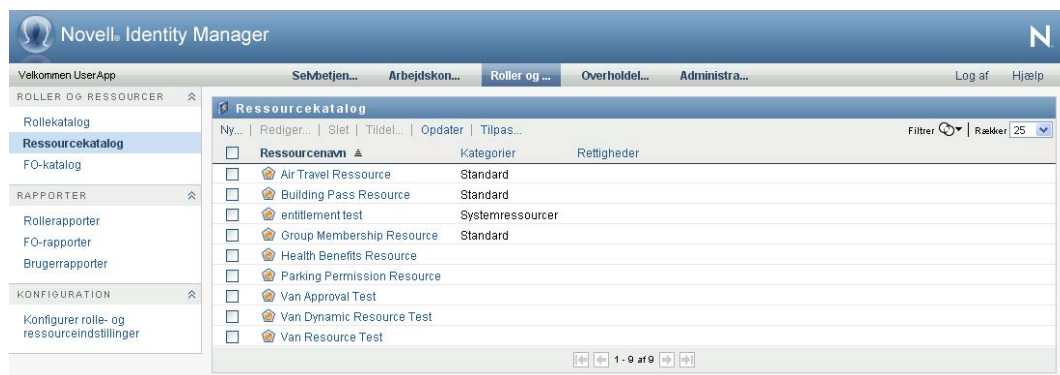 Novell® Identity Manager
N
Velkommen UserApp
Selvbetjen... Arbejdskon... Roller og ... Overholdel... Administra... Log af Hjælp
ROLLER OG RESSOURCER
Rollekatalog
Ressourcekatalog
FO-katalog
RAPPORTER
Rollerapporter
FO-rapporter
Brugerrapporter
KONFIGURATION
Konfigurer rolle- og
ressourceindstillinger
Ressourcekatalog
Ny... | Rediger... | Slet | Tildel... | Opdater | Tilpas... Filtrer | Rækker 25
Ressourcenavn Kategorier Rettigheder
Air Travel Ressource Standard
Building Pass Resource Standard
entitlement test Systemressourcer
Group Membership Resource Standard
Health Benefits Resource
Parking Permission Resource
Van Approval Test
Van Dynamic Resource Test
Van Resource Test
1 - 9 af 9